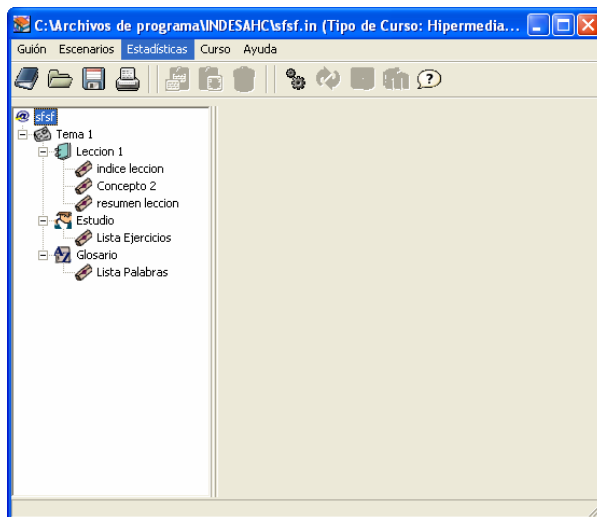 C:\Archivos de programa\INDESAHC\sfsf.in (Tipo de Curso: Hipermedia...
Guión Escenarios Estadísticas Curso Ayuda
sfsf
Tema 1
Leccion 1
indice leccion
Concepto 2
resumen leccion
Estudio
Lista Ejercicios
Glosario
Lista Palabras